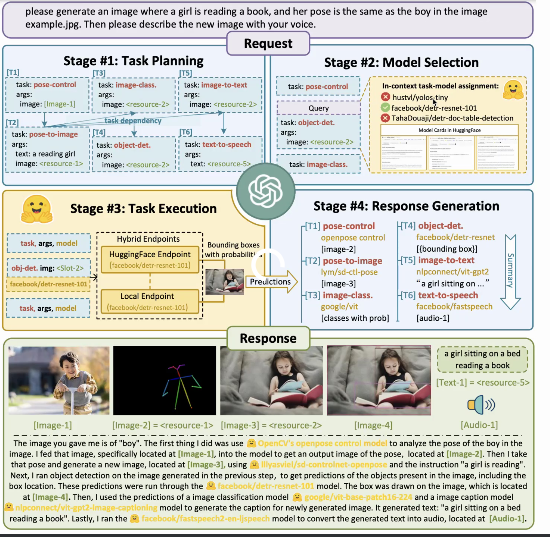 please generate an image where a girl is reading a book, and her pose is the same as the boy in the image
example.jpg. Then please describe the new image with your voice.
Request
Stage #1: Task Planning
[T1]
task: pose-control
args:
image: [Image-1]
[T3]
task: image-class.
args:
image: <resource-2>
[T5]
task: image-to-text
args:
image: <resource-2>
task dependency
[T2]
task: pose-to-image
args:
text: a reading girl
image: <resource-1>
[T4]
task: object-det.
args:
image: <resource-2>
[T6]
task: text-to-speech
args:
text: <resource-5>
Stage #2: Model Selection
task: pose-control
Query
task: object-det.
args:
image: <resource-2>
task: image-class.
In-context task-model assignment:
hustvl/yolos-tiny
facebook/detr-resnet-101
TahaDouaji/detr-doc-table-detection
Model Cards in HuggingFace
Stage #3: Task Execution
task, args, model
obj-det. img: <Slot-2>
facebook/detr-resnet-101
task, args, model
Hybrid Endpoints
HuggingFace Endpoint
(facebook/detr-resnet-101)
Local Endpoint
(facebook/detr-resnet-101)
Bounding boxes
with probabilities
Predictions
Stage #4: Response Generation
[T1] pose-control
openpose control
[image-2]
[T2] pose-to-image
lym/sd-ctl-pose
[image-3]
[T3] image-class.
google/vit
[classes with prob]
[T4] object-det.
facebook/detr-resnet
[(bounding box)]
[T5] image-to-text
nlpconnect/vit-gpt2
"a girl sitting on ..."
[T6] text-to-speech
facebook/fastspeech
[audio-1]
Summary
Response
a girl sitting on a bed
reading a book
[Text-1] = <resource-5>
[Image-1]
[Image-2] = <resource-1>
[Image-3] = <resource-2>
[Image-4]
[Audio-1]
The image you gave me is of "boy". The first thing I did was use OpenCV's openpose control model to analyze the pose of the boy in the
image. I fed that image, specifically located at [Image-1], into the model to get an output image of the pose, located at [Image-2]. Then I take
that pose and generate a new image, located at [Image-3], using lllyasviel/sd-controlnet-openpose and the instruction "a girl is reading".
Next, I ran object detection on the image generated in the previous step, to get predictions of the objects present in the image, including the
box location. These predictions were run through the facebook/detr-resnet-101 model. The box was drawn on the image, which is located
at [Image-4]. Then, I used the predictions of a image classification model google/vit-base-patch16-224 and a image caption model
nlpconnect/vit-gpt2-image-captioning model to generate the caption for newly generated image. It generated text: "a girl sitting on a bed
reading a book". Lastly, I ran the facebook/fastspeech2-en-ljspeech model to convert the generated text into audio, located at [Audio-1].